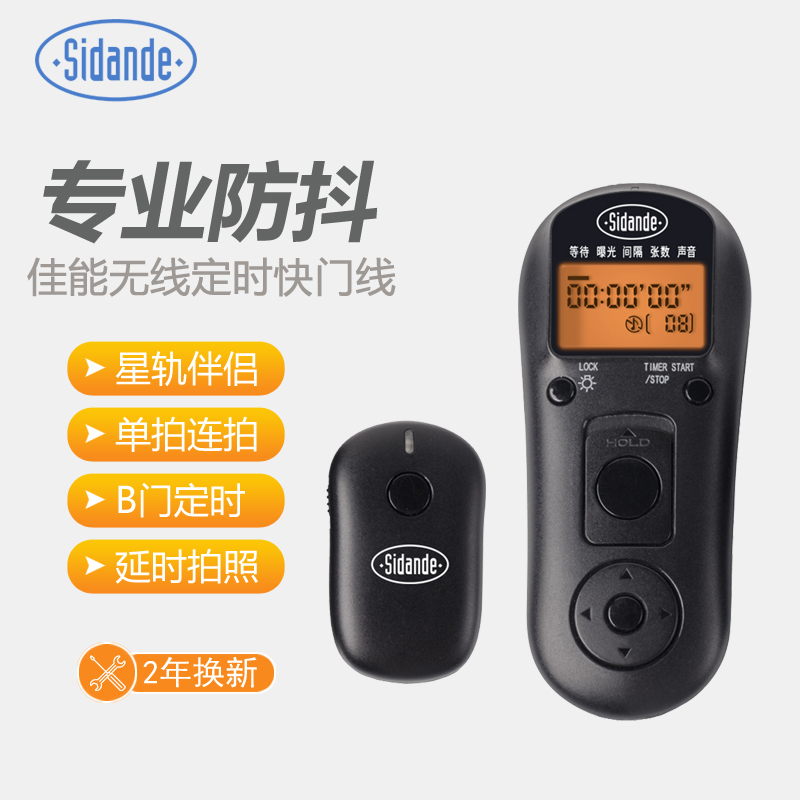 ·Sidande·
专业防抖
佳能无线定时快门线
星轨伴侣
单拍连拍
B门定时
延时拍照
2年换新
·Sidande·
等待 曝光 间隔 张数 声音
00:00'00"
( 08)
LOCK
TIMER START
/STOP
HOLD
·Sidande·